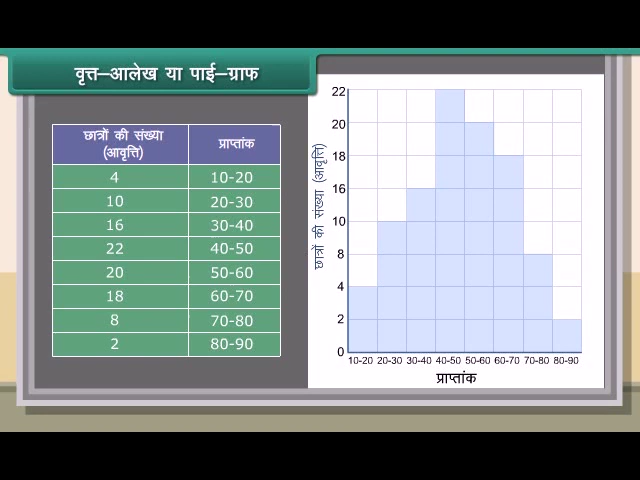 वृत्त–आलेख या पाई–ग्राफ
छात्रों की संख्या
(आवृत्ति)
प्राप्तांक
4 10-20
10 20-30
16 30-40
22 40-50
20 50-60
18 60-70
8 70-80
2 80-90
छात्रों की संख्या (आवृत्ति)
22
20
18
16
10
8
4
2
0
10-20 20-30 30-40 40-50 50-60 60-70 70-80 80-90
प्राप्तांक